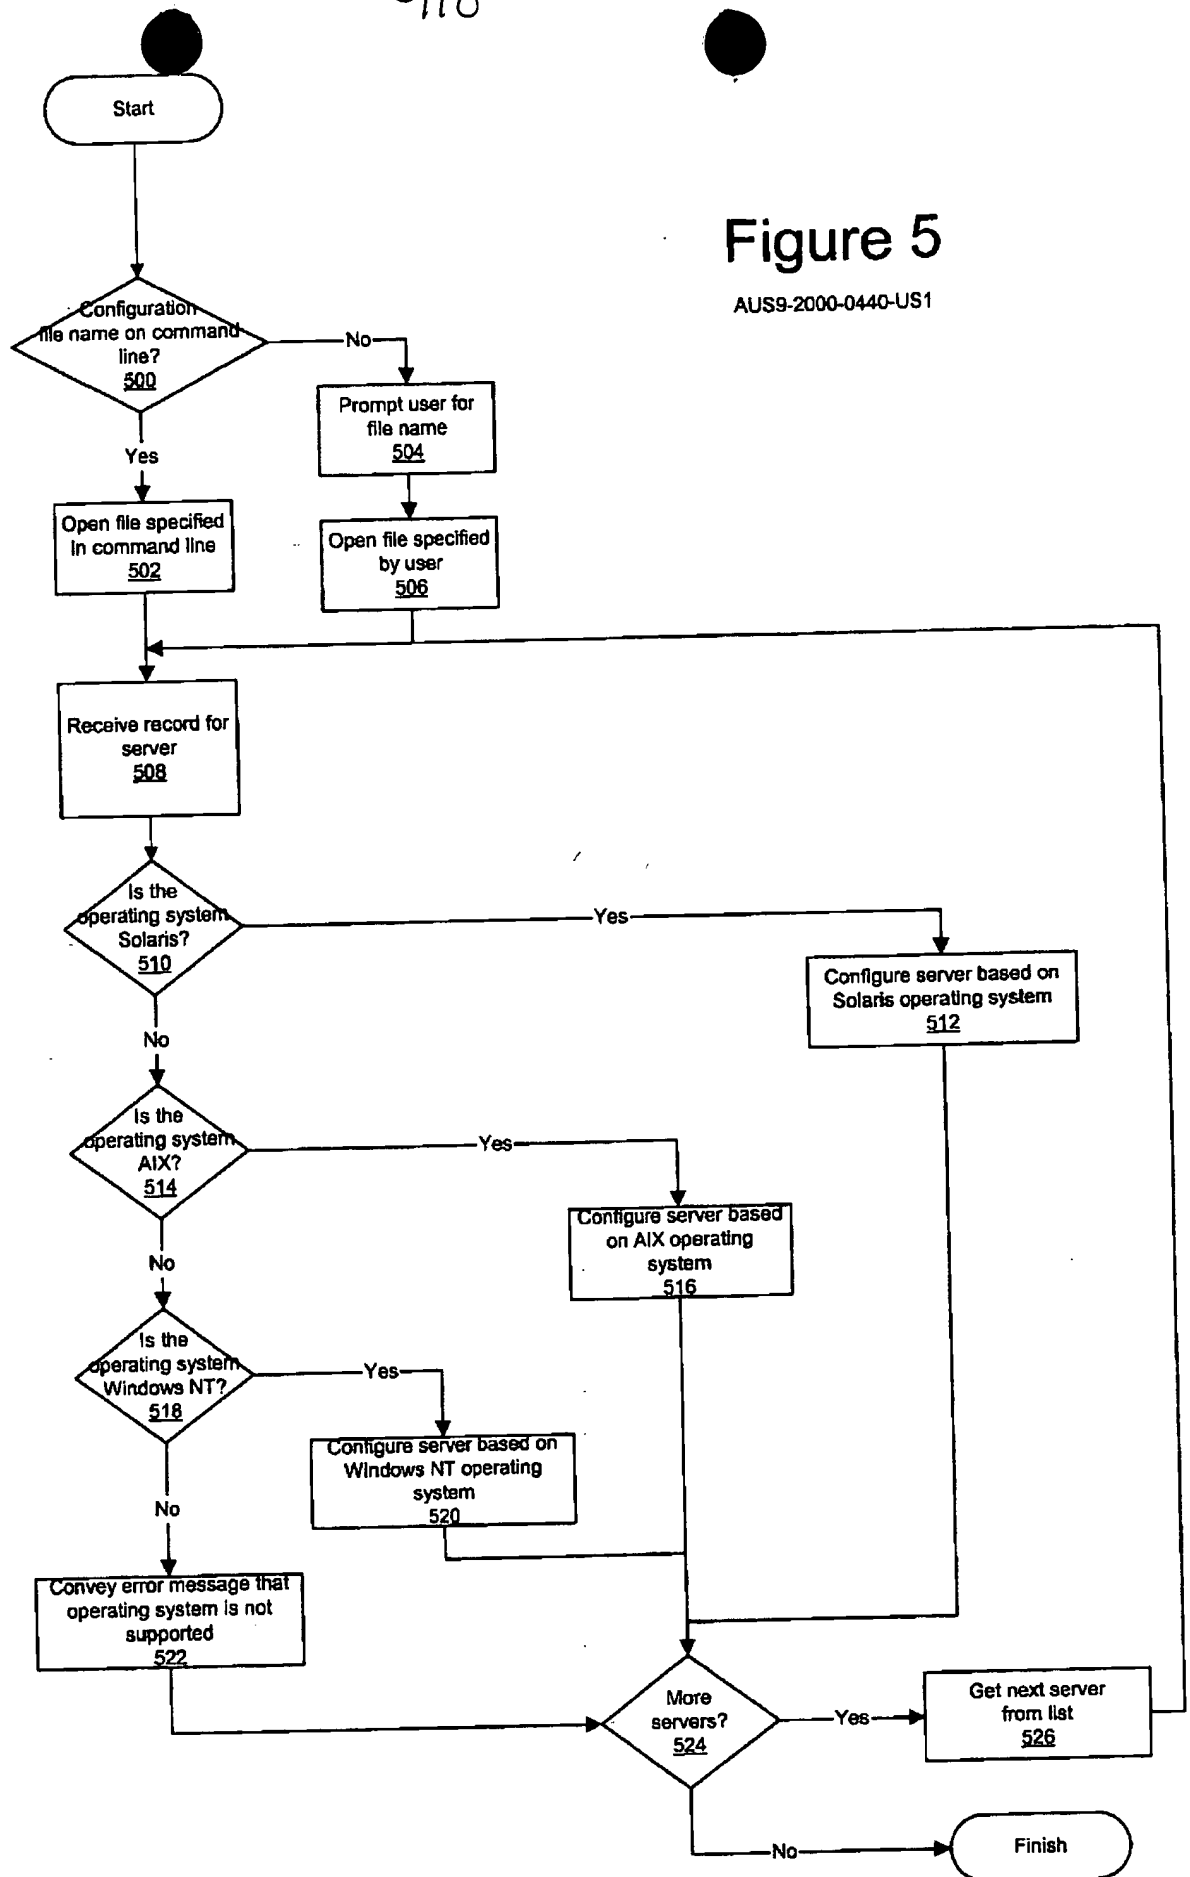 Start
Figure 5
AUS9-2000-0440-US1
Configuration
file name on command
line?
500
No
Prompt user for
file name
504
Yes
Open file specified
in command line
502
Open file specified
by user
506
Receive record for
server
508
Is the
operating system
Solaris?
510
Yes
Configure server based on
Solaris operating system
512
No
Is the
operating system
AIX?
514
Yes
Configure server based
on AIX operating
system
516
No
Is the
operating system
Windows NT?
518
Yes
Configure server based on
Windows NT operating
system
520
No
Convey error message that
operating system is not
supported
522
More
servers?
524
Yes
Get next server
from list
526
No
Finish